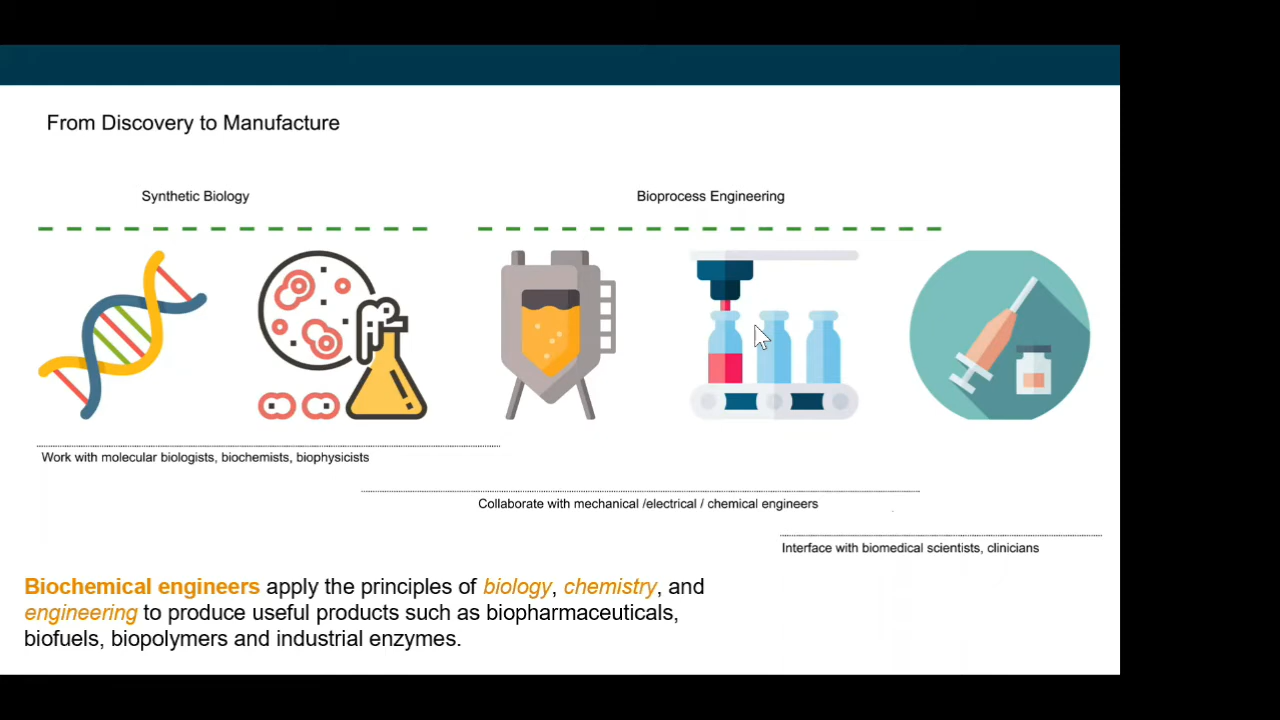 From Discovery to Manufacture
Synthetic Biology
Bioprocess Engineering
Work with molecular biologists, biochemists, biophysicists
Collaborate with mechanical /electrical / chemical engineers
Interface with biomedical scientists, clinicians
Biochemical engineers apply the principles of biology, chemistry, and
engineering to produce useful products such as biopharmaceuticals,
biofuels, biopolymers and industrial enzymes.